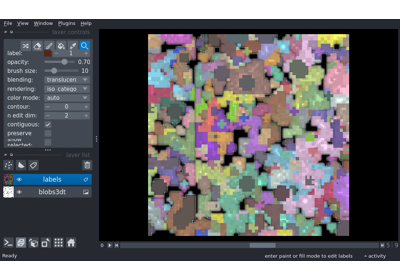 File View Window Plugins Help
layer controls
label: 1
opacity: 0.70
brush size: 10
blending: translucen
rendering: iso_catego
color mode: auto
contour: 0
n edit dim: 2
contiguous:
preserve
selected:
layer list
labels
blobs3dt
Ready
enter paint or fill mode to edit labels
activity